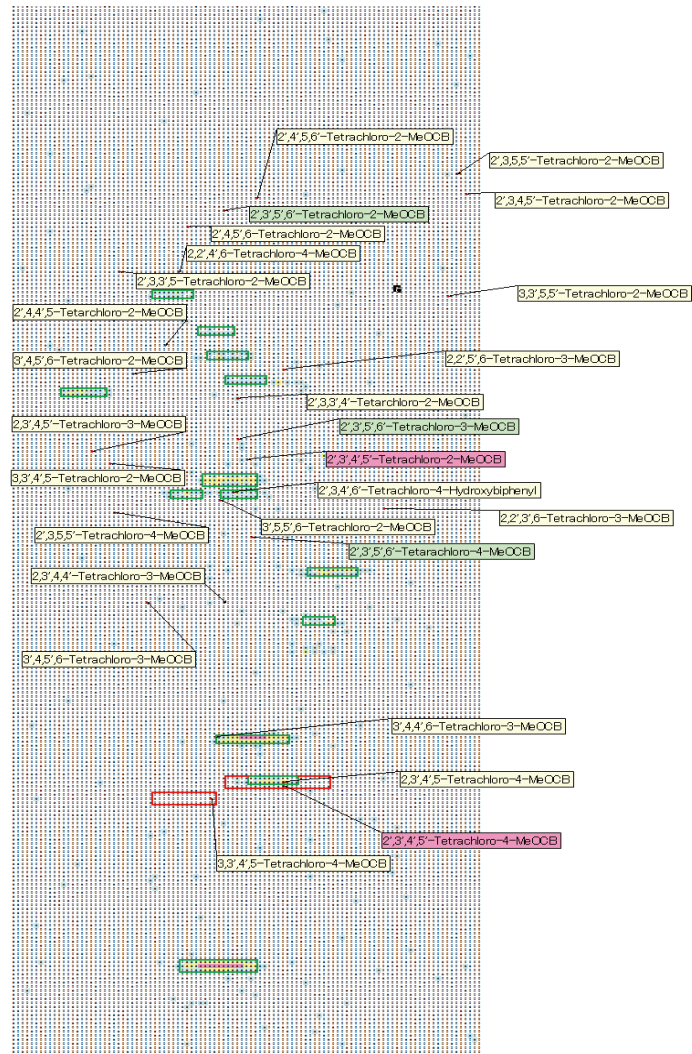 2',4',5,6'-Tetrachloro-2-MeOCB
2',3,5,5'-Tetrachloro-2-MeOCB
2',3,4,5'-Tetrachloro-2-MeOCB
2',3',5',6'-Tetrachloro-2-MeOCB
2',4,5',6'-Tetrachloro-2-MeOCB
2,2',4',6-Tetrachloro-4-MeOCB
2',3,3',5-Tetrachloro-2-MeOCB
3,3',5,5'-Tetrachloro-2-MeOCB
2',4,4',5-Tetarchloro-2-MeOCB
3',4,5',6-Tetrachloro-2-MeOCB
2,2',5',6-Tetrachloro-3-MeOCB
2',3,3',4'-Tetarchloro-2-MeOCB
2,3',4,5'-Tetrachloro-3-MeOCB
2',3',5',6'-Tetrachloro-3-MeOCB
2',3',4',5'-Tetrachloro-2-MeOCB
3,3',4',5-Tetrachloro-2-MeOCB
2',3',4',6'-Tetrachloro-4-Hydroxybiphenyl
2,2',3',6-Tetrachloro-3-MeOCB
3',5,5',6-Tetrachloro-2-MeOCB
2',3,5,5'-Tetrachloro-4-MeOCB
2',3',5',6'-Tetarachloro-4-MeOCB
2,3',4,4'-Tetrachloro-3-MeOCB
3',4,5',6-Tetrachloro-3-MeOCB
3',4,4',6-Tetrachloro-3-MeOCB
2,3',4',5-Tetrachloro-4-MeOCB
2',3',4',5'-Tetrachloro-4-MeOCB
3,3',4',5-Tetrachloro-4-MeOCB